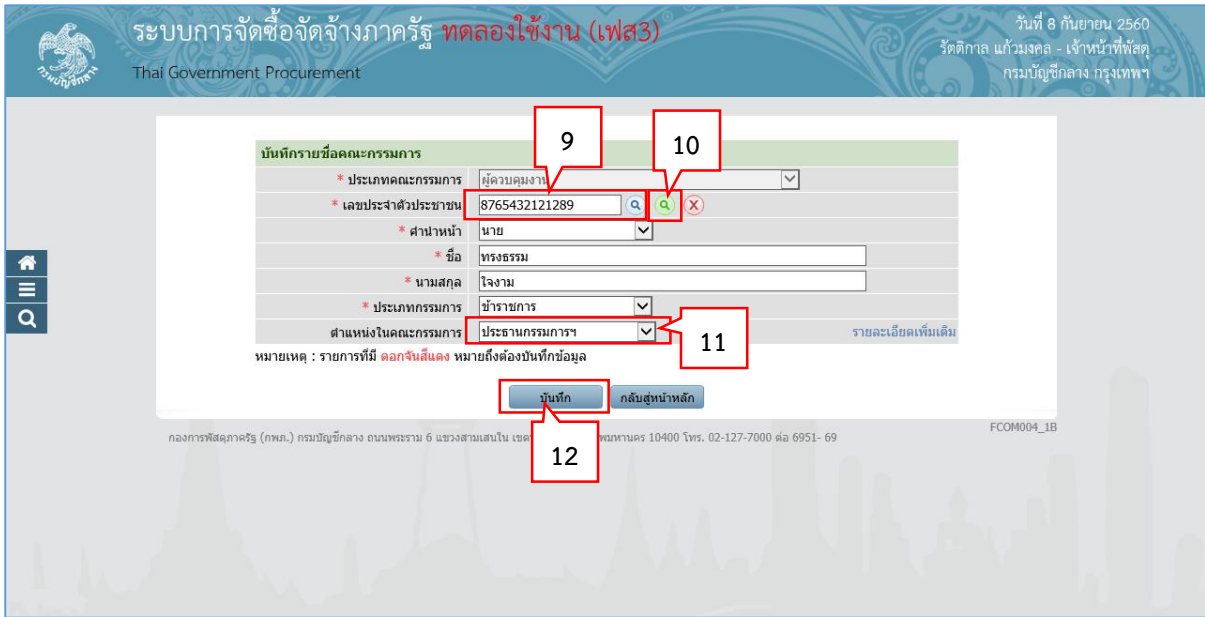 ระบบการจัดซื้อจัดจ้างภาครัฐ ทดลองใช้งาน (เฟส3)
Thai Government Procurement
วันที่ 8 กันยายน 2560
รัตติกาล แก้วมงคล - เจ้าหน้าที่พัสดุ
กรมบัญชีกลาง กรุงเทพฯ
9
10
บันทึกรายชื่อคณะกรรมการ
* ประเภทคณะกรรมการ ผู้ควบคุมงาน
* เลขประจำตัวประชาชน 8765432121289
* คำนำหน้า นาย
* ชื่อ ทรงธรรม
* นามสกุล ใจงาม
* ประเภทกรรมการ ข้าราชการ
ตำแหน่งในคณะกรรมการ ประธานกรรมการฯ รายละเอียดเพิ่มเติม
11
หมายเหตุ : รายการที่มี ดอกจันสีแดง หมายถึงต้องบันทึกข้อมูล
บันทึก กลับสู่หน้าหลัก
FCOM004_1B
กองการพัสดุภาครัฐ (กพภ.) กรมบัญชีกลาง ถนนพระราม 6 แขวงสามเสนใน 10400 โทร. 02-127-7000 ต่อ 6951- 69
12